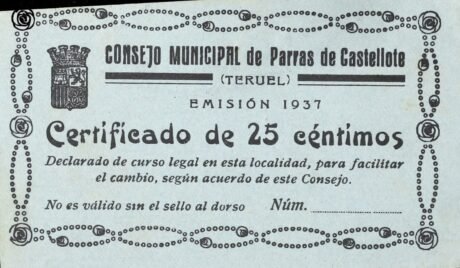 CONSEJO MUNICIPAL de Parras de Castellote
(TERUEL)
EMISIÓN 1937
Certificado de 25 céntimos
Declarado de curso legal en esta localidad, para facilitar
el cambio, según acuerdo de este Consejo.
No es válido sin el sello al dorso Núm.